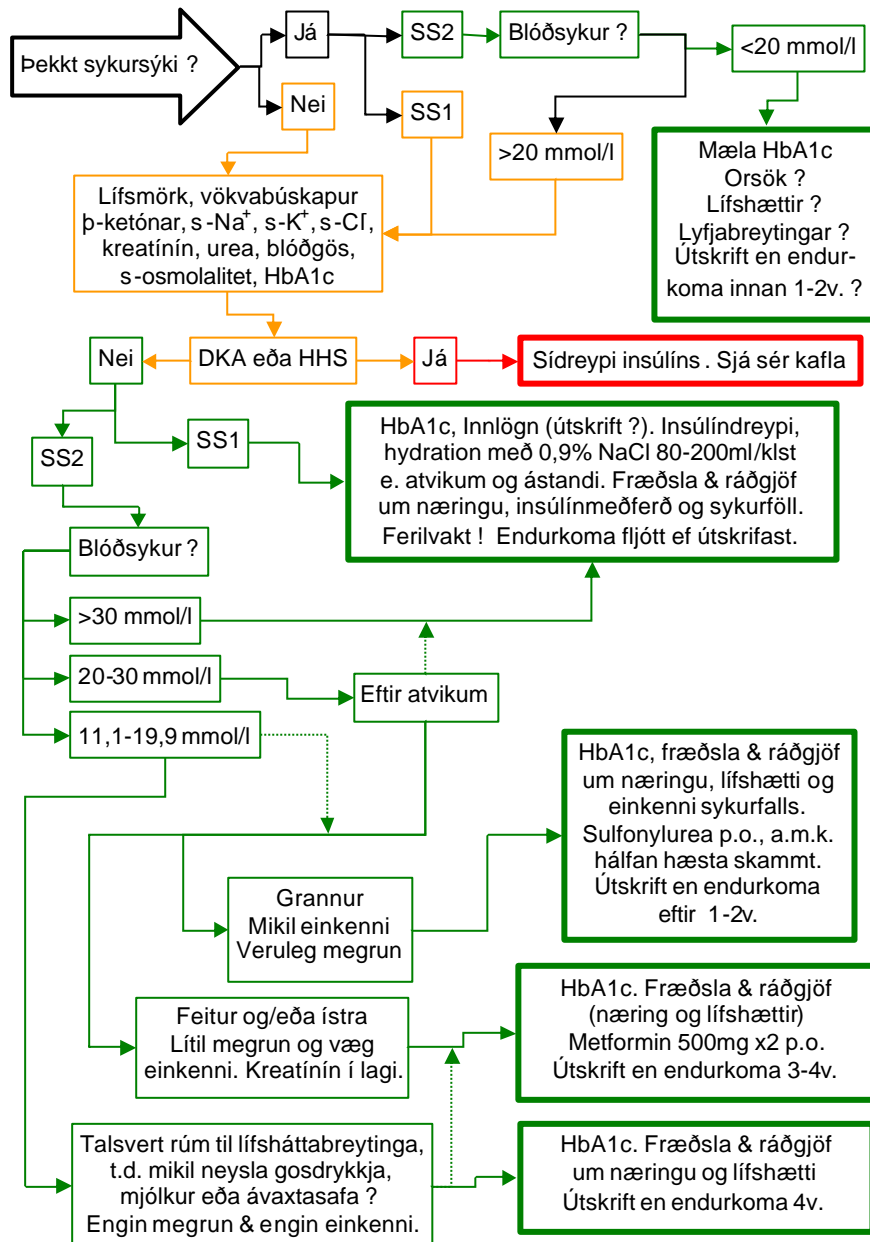 Þekkt sykursýki ?
Já
SS2
Blóðsykur ?
<20 mmol/l
Nei
SS1
>20 mmol/l
Mæla HbA1c
Orsök ?
Lífshættir ?
Lyfjabreytingar ?
Útskrift en endur-
koma innan 1-2v. ?
Lífsmörk, vökvabúskapur
þ-ketónar, s-Na⁺, s-K⁺, s-Cl⁻,
kreatínín, urea, blóðgös,
s-osmolalitet, HbA1c
Nei
DKA eða HHS
Já
Sídreypi insúlíns . Sjá sér kafla
SS2
SS1
HbA1c, Innlögn (útskrift ?). Insúlíndreypi,
hydration með 0,9% NaCl 80-200ml/klst
e. atvikum og ástandi. Fræðsla & ráðgjöf
um næringu, insúlínmeðferð og sykurföll.
Ferilvakt ! Endurkoma fljótt ef útskrifast.
Blóðsykur ?
>30 mmol/l
20-30 mmol/l
Eftir atvikum
11,1-19,9 mmol/l
HbA1c, fræðsla & ráðgjöf
um næringu, lífshætti og
einkenni sykurfalls.
Sulfonylurea p.o., a.m.k.
hálfan hæsta skammt.
Útskrift en endurkoma
eftir 1-2v.
Grannur
Mikil einkenni
Veruleg megrun
Feitur og/eða ístra
Lítil megrun og væg
einkenni. Kreatínín í lagi.
HbA1c. Fræðsla & ráðgjöf
(næring og lífshættir)
Metformin 500mg x2 p.o.
Útskrift en endurkoma 3-4v.
Talsvert rúm til lífsháttabreytinga,
t.d. mikil neysla gosdrykkja,
mjólkur eða ávaxtasafa ?
Engin megrun & engin einkenni.
HbA1c. Fræðsla & ráðgjöf
um næringu og lífshætti
Útskrift en endurkoma 4v.